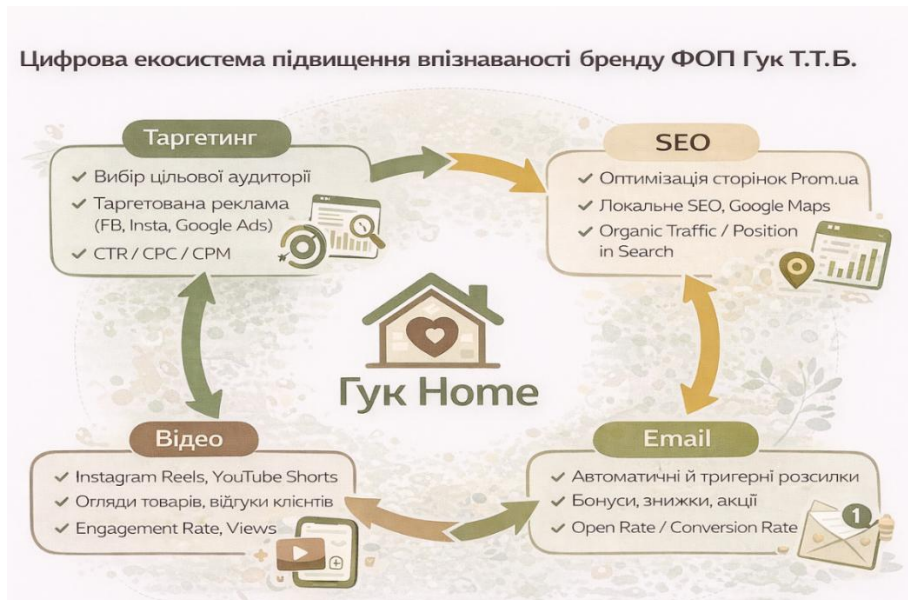 Цифрова екосистема підвищення впізнаваності бренду ФОП Гук Т.Т.Б.
Таргетинг
✓ Вибір цільової аудиторії
✓ Таргетована реклама
(FB, Insta, Google Ads)
✓ CTR / CPC / CPM
SEO
✓ Оптимізація сторінок Prom.ua
✓ Локальне SEO, Google Maps
✓ Organic Traffic / Position
in Search
Гук Home
Відео
✓ Instagram Reels, YouTube Shorts
✓ Огляди товарів, відгуки клієнтів
✓ Engagement Rate, Views
Email
✓ Автоматичні й тригерні розсилки
✓ Бонуси, знижки, акції
✓ Open Rate / Conversion Rate
1